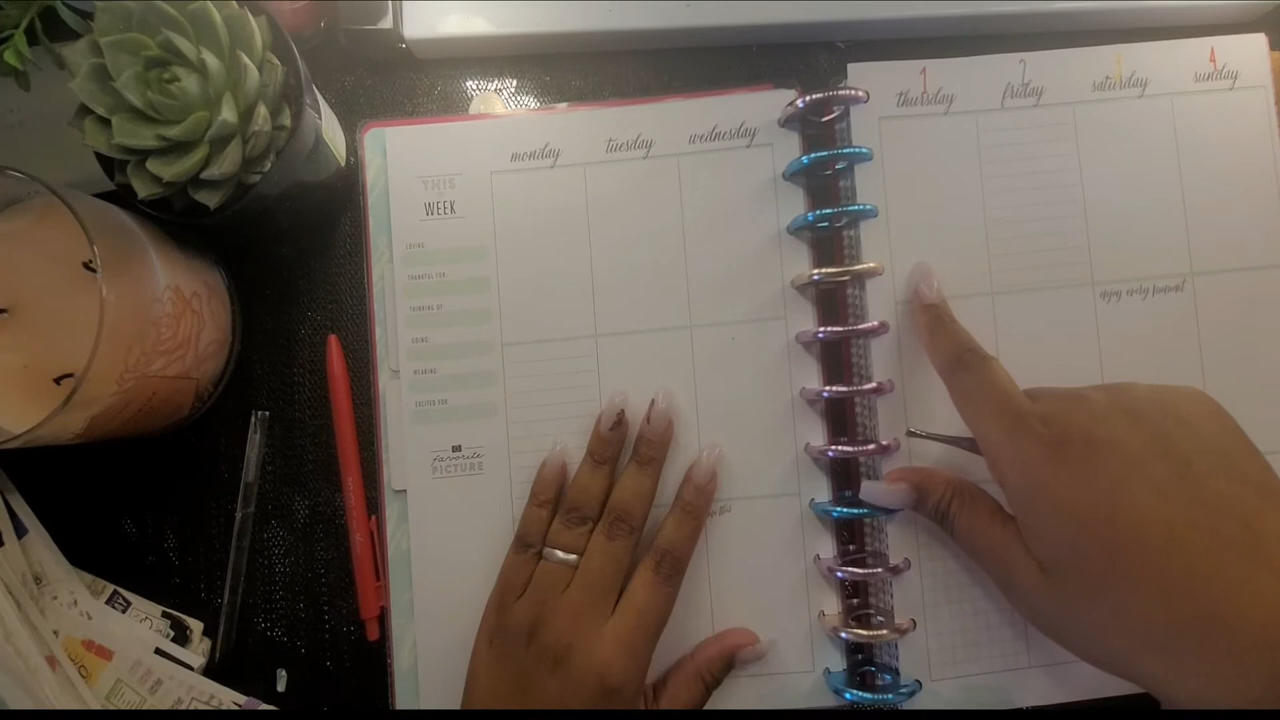 monday
tuesday
wednesday
1
thursday
2
friday
3
saturday
4
sunday
THIS
WEEK
LOVING:
THANKFUL FOR:
THINKING OF:
GOING:
WEARING:
EXCITED FOR:
favorite
PICTURE
enjoy every moment
this